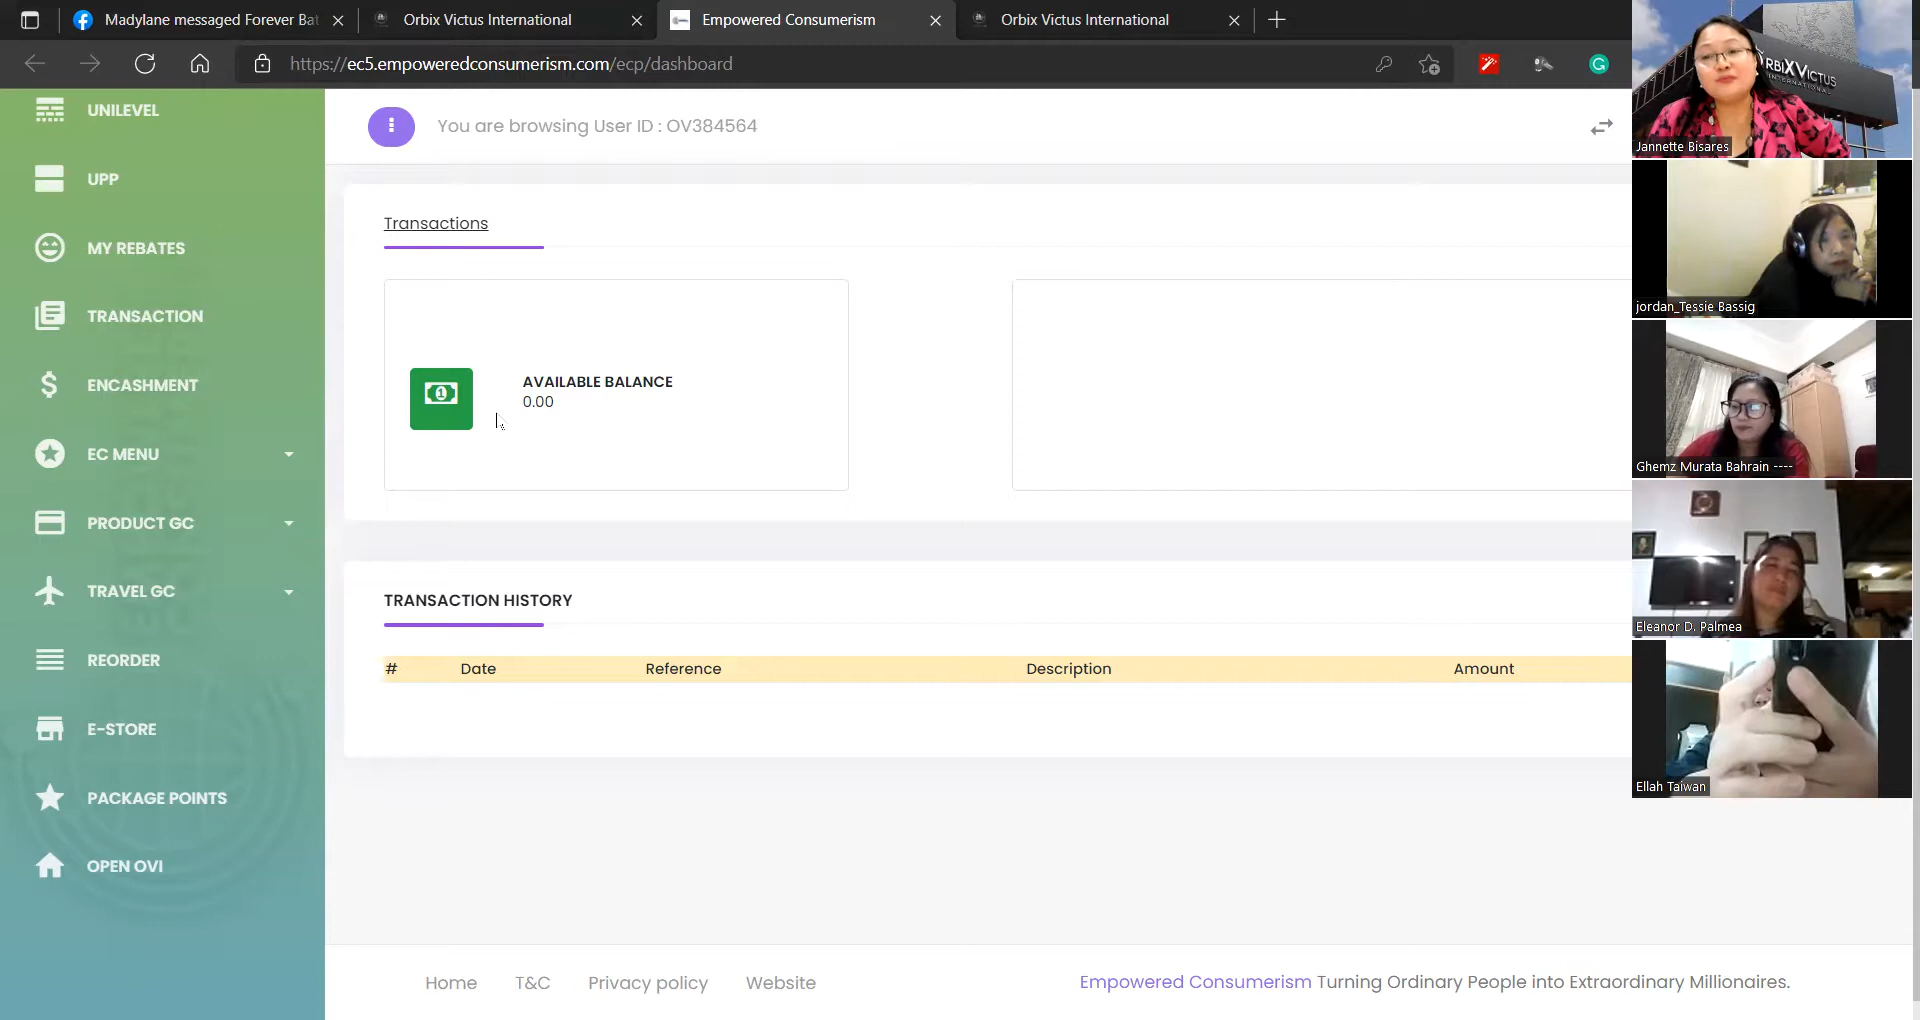 Madylane messaged Forever Bat
Orbix Victus International
Empowered Consumerism
Orbix Victus International
https://ec5.empoweredconsumerism.com/ecp/dashboard
UNILEVEL
UPP
MY REBATES
TRANSACTION
ENCASHMENT
EC MENU
PRODUCT GC
TRAVEL GC
REORDER
E-STORE
PACKAGE POINTS
OPEN OVI
You are browsing User ID : OV384564
Transactions
AVAILABLE BALANCE
0.00
TRANSACTION HISTORY
# Date Reference Description Amount
Home T&C Privacy policy Website
Empowered Consumerism Turning Ordinary People into Extraordinary Millionaires.
ORBIXVICTUS
INTERNATIONAL
Jannette Bisares
jordan_Tessie Bassig
Ghemz Murata Bahrain ----
Eleanor D. Palmea
Ellah Taiwan